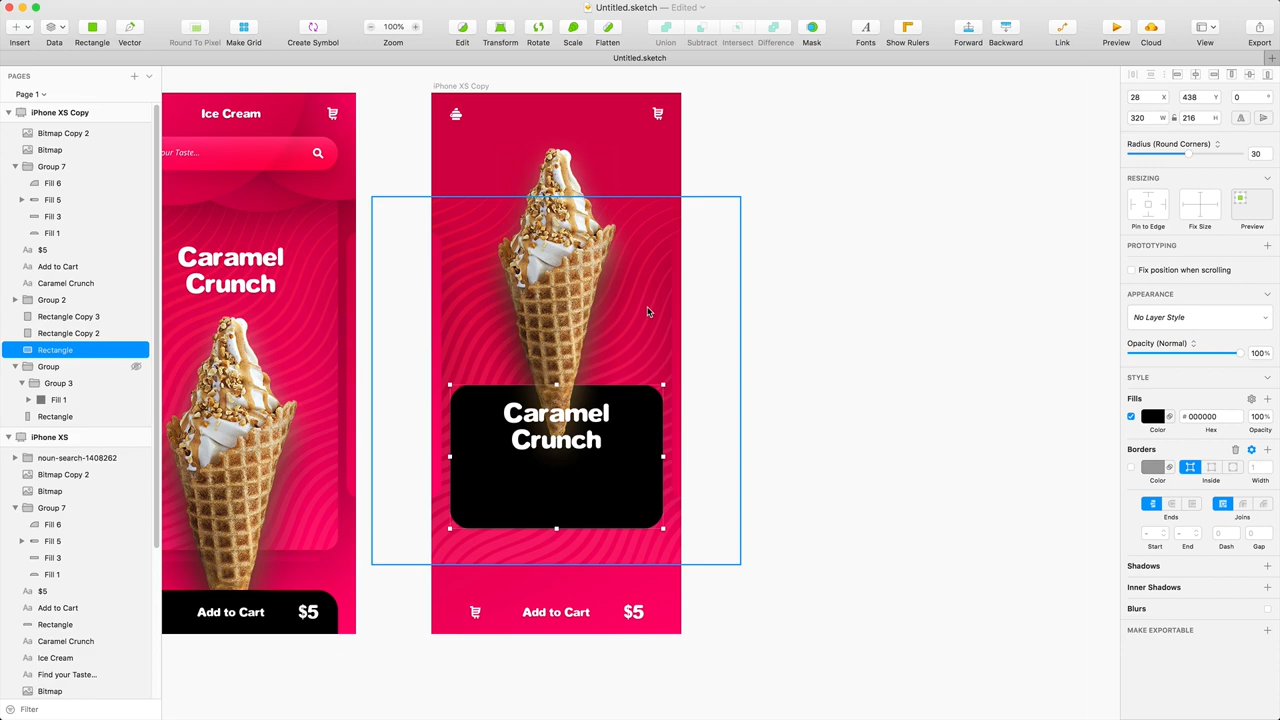 Untitled.sketch — Edited
Insert Data Rectangle Vector Round To Pixel Make Grid Create Symbol 100% Zoom Edit Transform Rotate Scale Flatten Union Subtract Intersect Difference Mask Fonts Show Rulers Forward Backward Link Preview Cloud View Export
Untitled.sketch
PAGES
Page 1
iPhone XS Copy
Bitmap Copy 2
Bitmap
Group 7
Fill 6
Fill 5
Fill 3
Fill 1
$5
Add to Cart
Caramel Crunch
Group 2
Rectangle Copy 3
Rectangle Copy 2
Rectangle
Group
Group 3
Fill 1
Rectangle
iPhone XS
noun-search-1408262
Bitmap Copy 2
Bitmap
Group 7
Fill 6
Fill 5
Fill 3
Fill 1
$5
Add to Cart
Rectangle
Caramel Crunch
Ice Cream
Find your Taste...
Bitmap
Filter
Ice Cream
our Taste...
Caramel
Crunch
Add to Cart $5
iPhone XS Copy
Caramel
Crunch
Add to Cart $5
28 X 438 Y 0 °
320 W 216 H
Radius (Round Corners)
30
RESIZING
Pin to Edge Fix Size Preview
PROTOTYPING
Fix position when scrolling
APPEARANCE
No Layer Style
Opacity (Normal)
100%
STYLE
Fills
# 000000 100%
Color Hex Opacity
Borders
1
Color Inside Width
Ends Joins
- - 0 0
Start End Dash Gap
Shadows
Inner Shadows
Blurs
MAKE EXPORTABLE